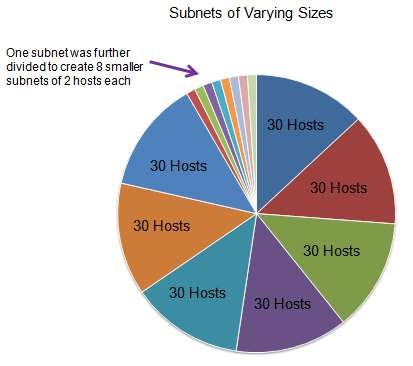 Subnets of Varying Sizes
One subnet was further
divided to create 8 smaller
subnets of 2 hosts each
30 Hosts
30 Hosts
30 Hosts
30 Hosts
30 Hosts
30 Hosts
30 Hosts